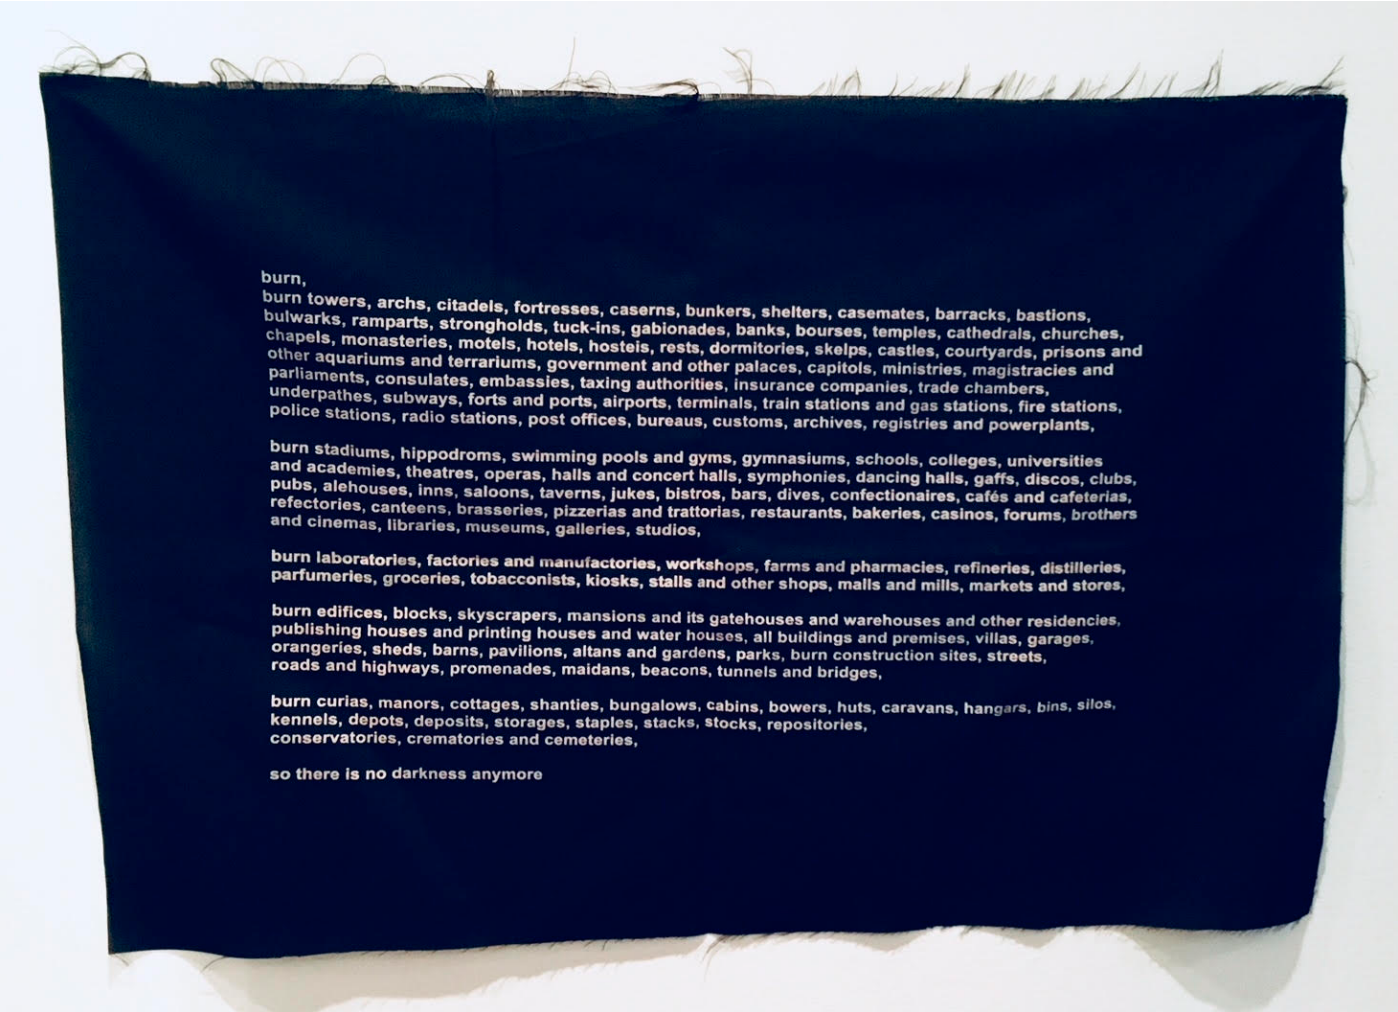 burn,
burn towers, archs, citadels, fortresses, caserns, bunkers, shelters, casemates, barracks, bastions,
bulwarks, ramparts, strongholds, tuck-ins, gabionades, banks, bourses, temples, cathedrals, churches,
chapels, monasteries, motels, hotels, hosteis, rests, dormitories, skelps, castles, courtyards, prisons and
other aquariums and terrariums, government and other palaces, capitols, ministries, magistracies and
parliaments, consulates, embassies, taxing authorities, insurance companies, trade chambers,
underpathes, subways, forts and ports, airports, terminals, train stations and gas stations, fire stations,
police stations, radio stations, post offices, bureaus, customs, archives, registries and powerplants,
burn stadiums, hippodroms, swimming pools and gyms, gymnasiums, schools, colleges, universities
and academies, theatres, operas, halls and concert halls, symphonies, dancing halls, gaffs, discos, clubs,
pubs, alehouses, inns, saloons, taverns, jukes, bistros, bars, dives, confectionaires, cafés and cafeterias,
refectories, canteens, brasseries, pizzerias and trattorias, restaurants, bakeries, casinos, forums, brothers
and cinemas, libraries, museums, galleries, studios,
burn laboratories, factories and manufactories, workshops, farms and pharmacies, refineries, distilleries,
parfumeries, groceries, tobacconists, kiosks, stalls and other shops, malls and mills, markets and stores,
burn edifices, blocks, skyscrapers, mansions and its gatehouses and warehouses and other residencies,
publishing houses and printing houses and water houses, all buildings and premises, villas, garages,
orangeries, sheds, barns, pavilions, altans and gardens, parks, burn construction sites, streets,
roads and highways, promenades, maidans, beacons, tunnels and bridges,
burn curias, manors, cottages, shanties, bungalows, cabins, bowers, huts, caravans, hangars, bins, silos,
kennels, depots, deposits, storages, staples, stacks, stocks, repositories,
conservatories, crematories and cemeteries,
so there is no darkness anymore